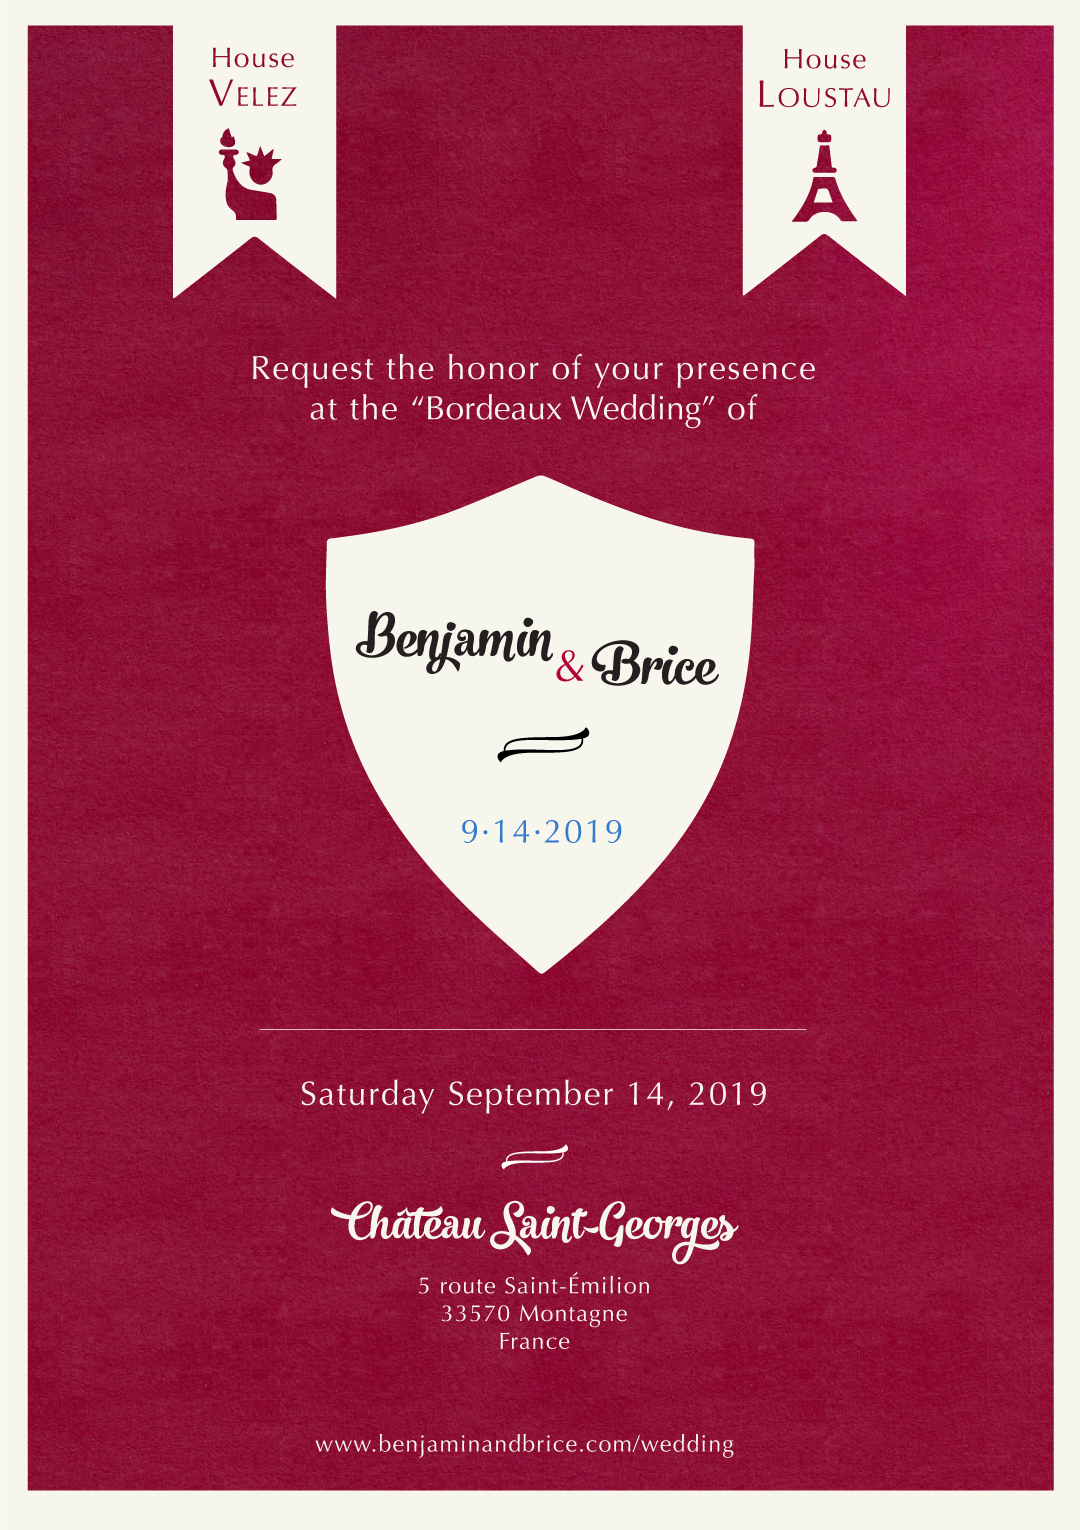 House
VELEZ
House
LOUSTAU
Request the honor of your presence
at the “Bordeaux Wedding” of
Benjamin & Brice
9·14·2019
Saturday September 14, 2019
Château Saint-Georges
5 route Saint-Émilion
33570 Montagne
France
www.benjaminandbrice.com/wedding